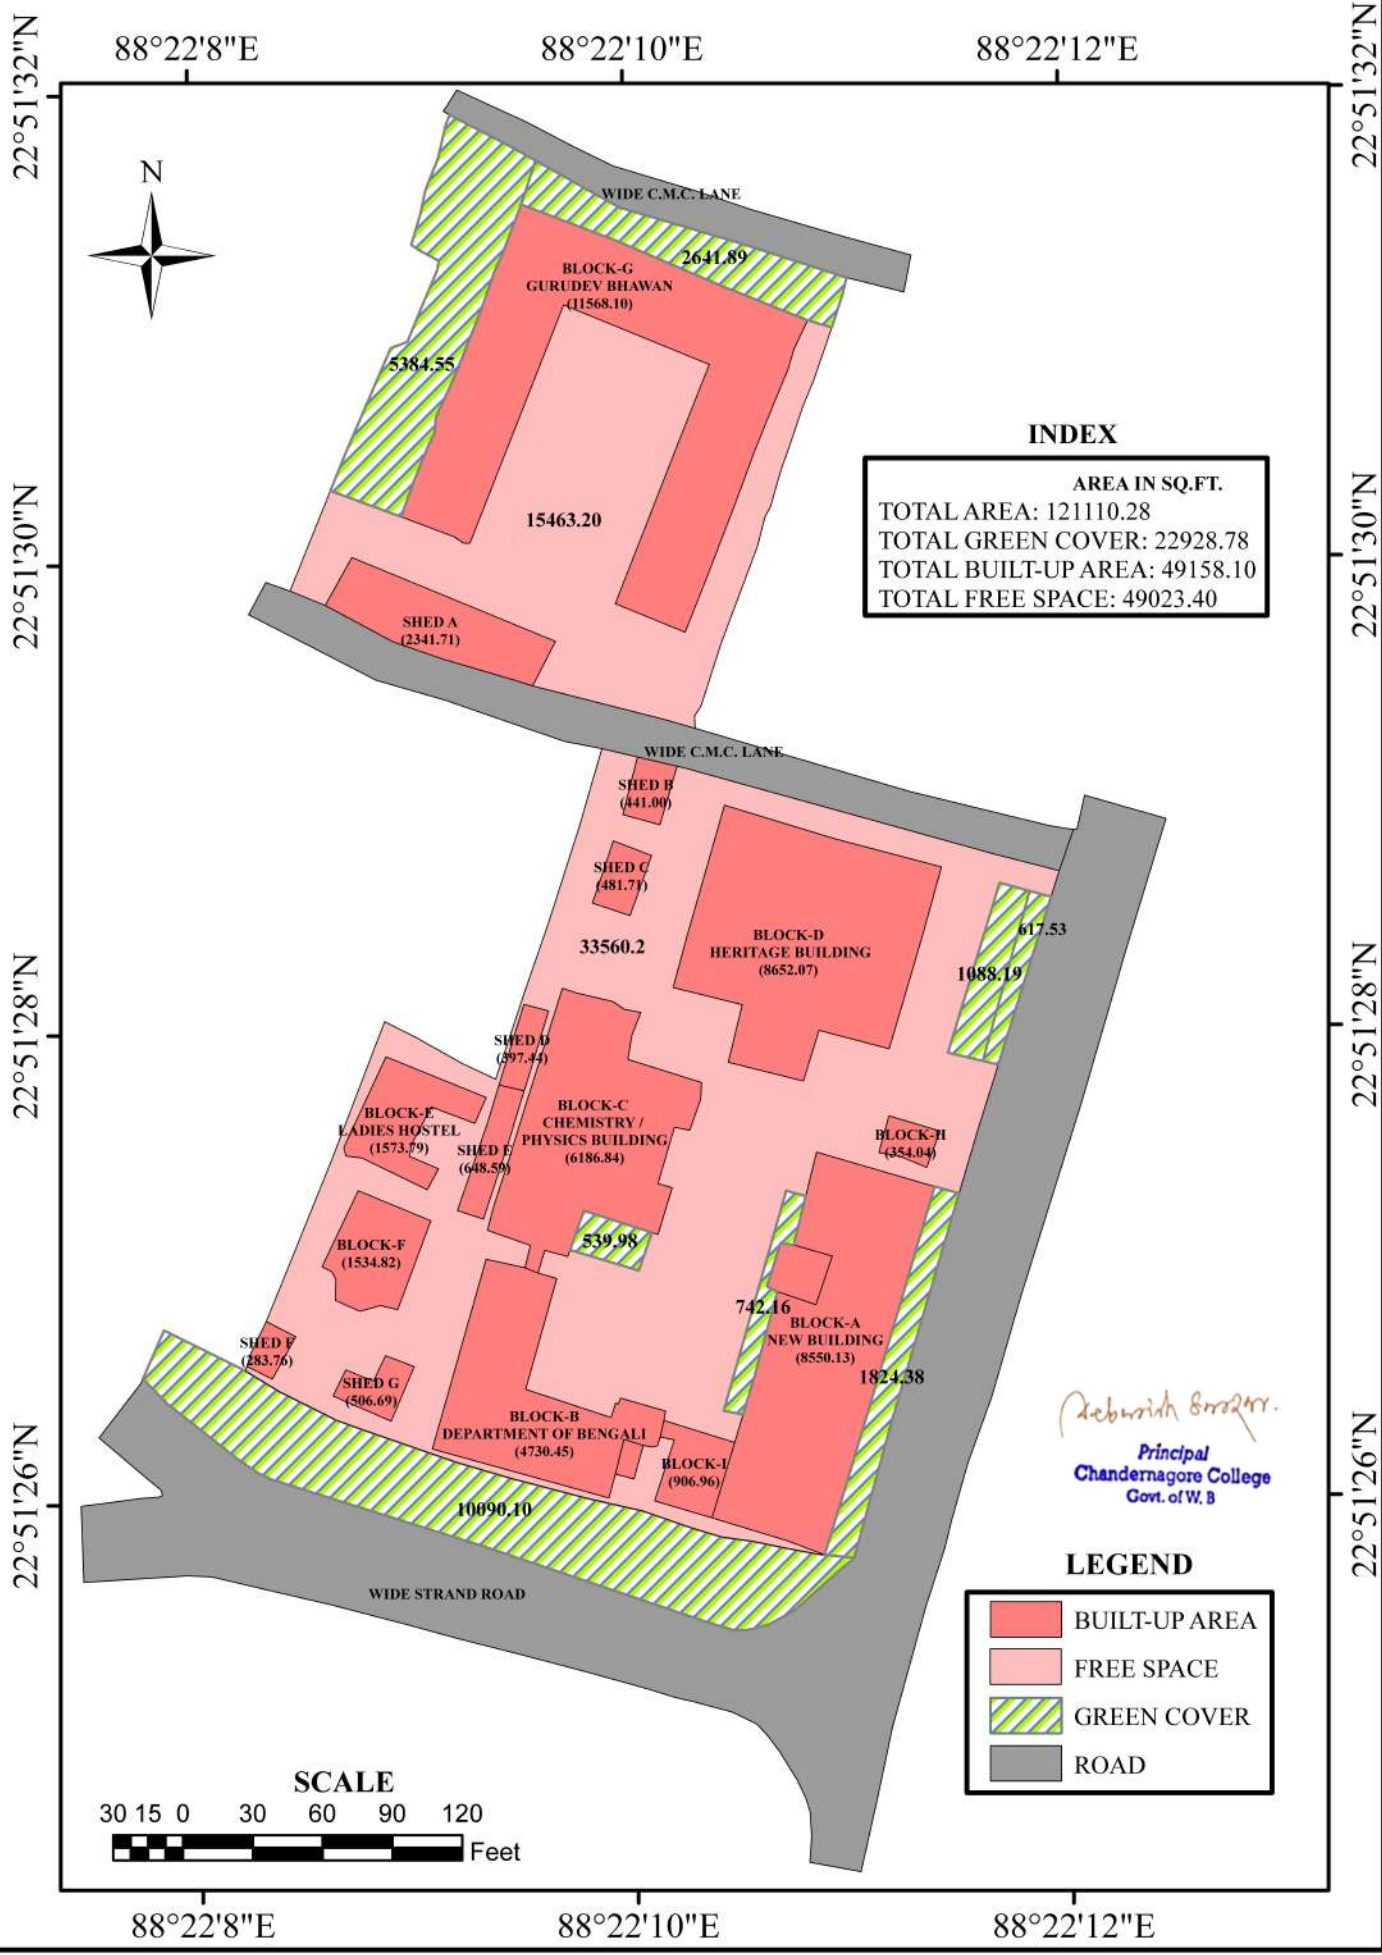 88°22'8"E
88°22'10"E
88°22'12"E
22°51'32"N
22°51'32"N
N
WIDE C.M.C. LANE
2641.89
BLOCK-G
GURUDEV BHAWAN
(11568.10)
5384.55
INDEX
AREA IN SQ.FT.
TOTAL AREA: 121110.28
TOTAL GREEN COVER: 22928.78
TOTAL BUILT-UP AREA: 49158.10
TOTAL FREE SPACE: 49023.40
15463.20
22°51'30"N
22°51'30"N
SHED A
(2341.71)
WIDE C.M.C. LANE
SHED B
(441.00)
SHED C
(481.71)
33560.2
BLOCK-D
HERITAGE BUILDING
(8652.07)
617.53
1088.19
22°51'28"N
22°51'28"N
SHED D
(397.44)
BLOCK-C
CHEMISTRY /
PHYSICS BUILDING
(6186.84)
BLOCK-E
LADIES HOSTEL
(1573.79)
SHED E
(648.59)
BLOCK-H
(354.04)
BLOCK-F
(1534.82)
539.98
742.16
BLOCK-A
NEW BUILDING
(8550.13)
1824.38
SHED F
(283.76)
SHED G
(506.69)
BLOCK-B
DEPARTMENT OF BENGALI
(4730.45)
BLOCK-I
(906.96)
10090.10
22°51'26"N
22°51'26"N
Principal
Chandernagore College
Govt. of W. B
WIDE STRAND ROAD
LEGEND
BUILT-UP AREA
FREE SPACE
GREEN COVER
ROAD
SCALE
30 15 0 30 60 90 120
Feet
88°22'8"E
88°22'10"E
88°22'12"E